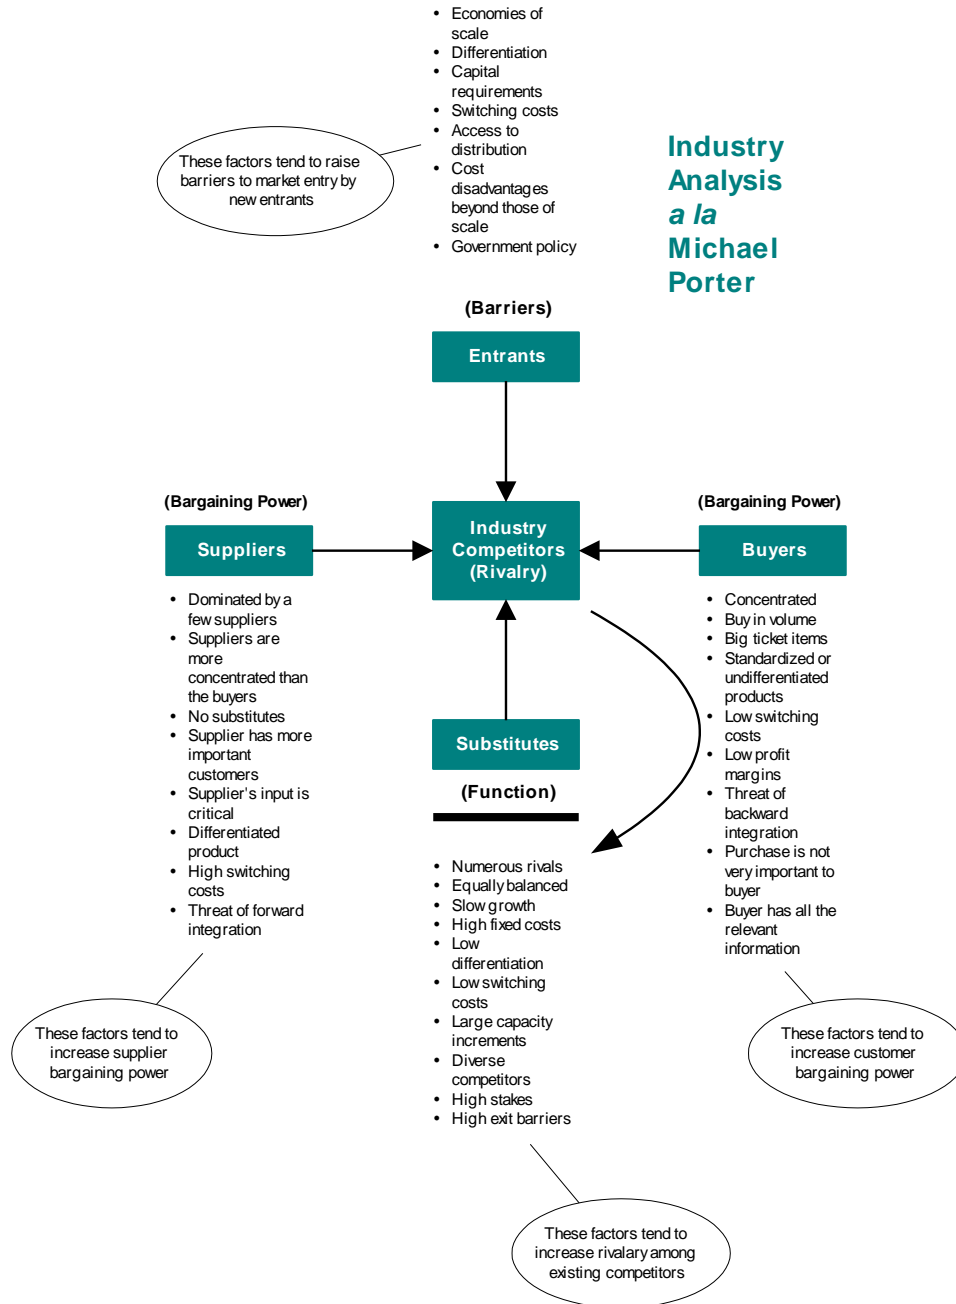 • Economies of
scale
• Differentiation
• Capital
requirements
• Switching costs
• Access to
distribution
• Cost
disadvantages
beyond those of
scale
• Government policy
These factors tend to raise
barriers to market entry by
new entrants
Industry
Analysis
a la
Michael
Porter
(Barriers)
Entrants
(Bargaining Power)
Suppliers
Industry
Competitors
(Rivalry)
(Bargaining Power)
Buyers
• Dominated by a
few suppliers
• Suppliers are
more
concentrated than
the buyers
• No substitutes
• Supplier has more
important
customers
• Supplier's input is
critical
• Differentiated
product
• High switching
costs
• Threat of forward
integration
Substitutes
(Function)
• Concentrated
• Buy in volume
• Big ticket items
• Standardized or
undifferentiated
products
• Low switching
costs
• Low profit
margins
• Threat of
backward
integration
• Purchase is not
very important to
buyer
• Buyer has all the
relevant
information
• Numerous rivals
• Equally balanced
• Slow growth
• High fixed costs
• Low
differentiation
• Low switching
costs
• Large capacity
increments
• Diverse
competitors
• High stakes
• High exit barriers
These factors tend to
increase supplier
bargaining power
These factors tend to
increase customer
bargaining power
These factors tend to
increase rivalary among
existing competitors